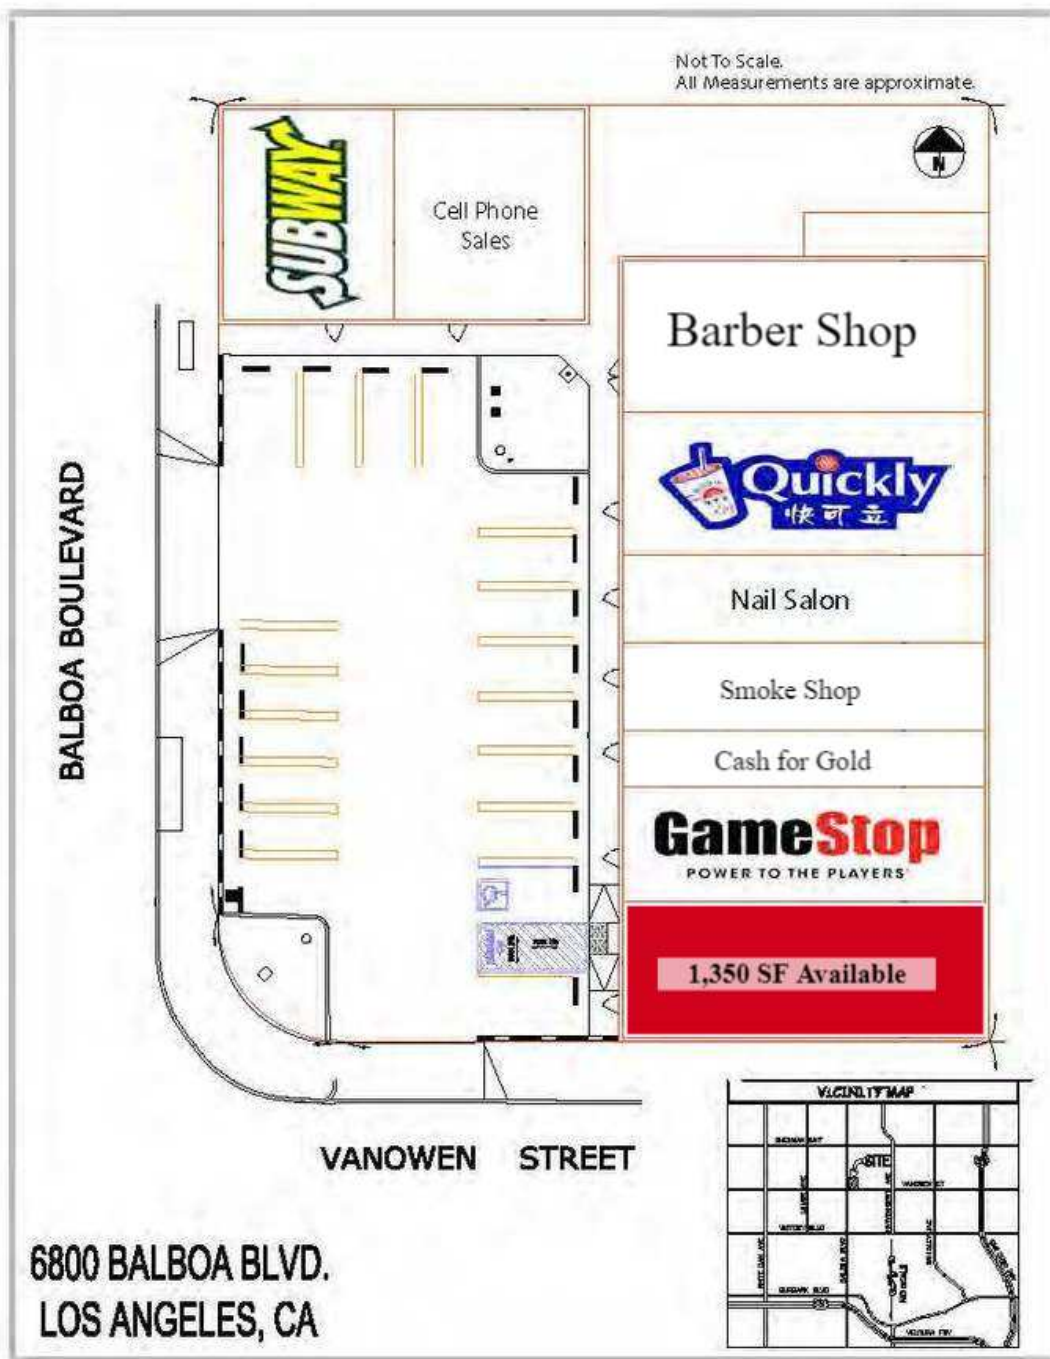 Not To Scale.
All Measurements are approximate.
N
SUBWAY
Cell Phone
Sales
Barber Shop
Quickly
快可立
Nail Salon
Smoke Shop
Cash for Gold
GameStop
POWER TO THE PLAYERS
1,350 SF Available
BALBOA BOULEVARD
VANOWEN STREET
VICINITY MAP
SITE
6800 BALBOA BLVD.
LOS ANGELES, CA